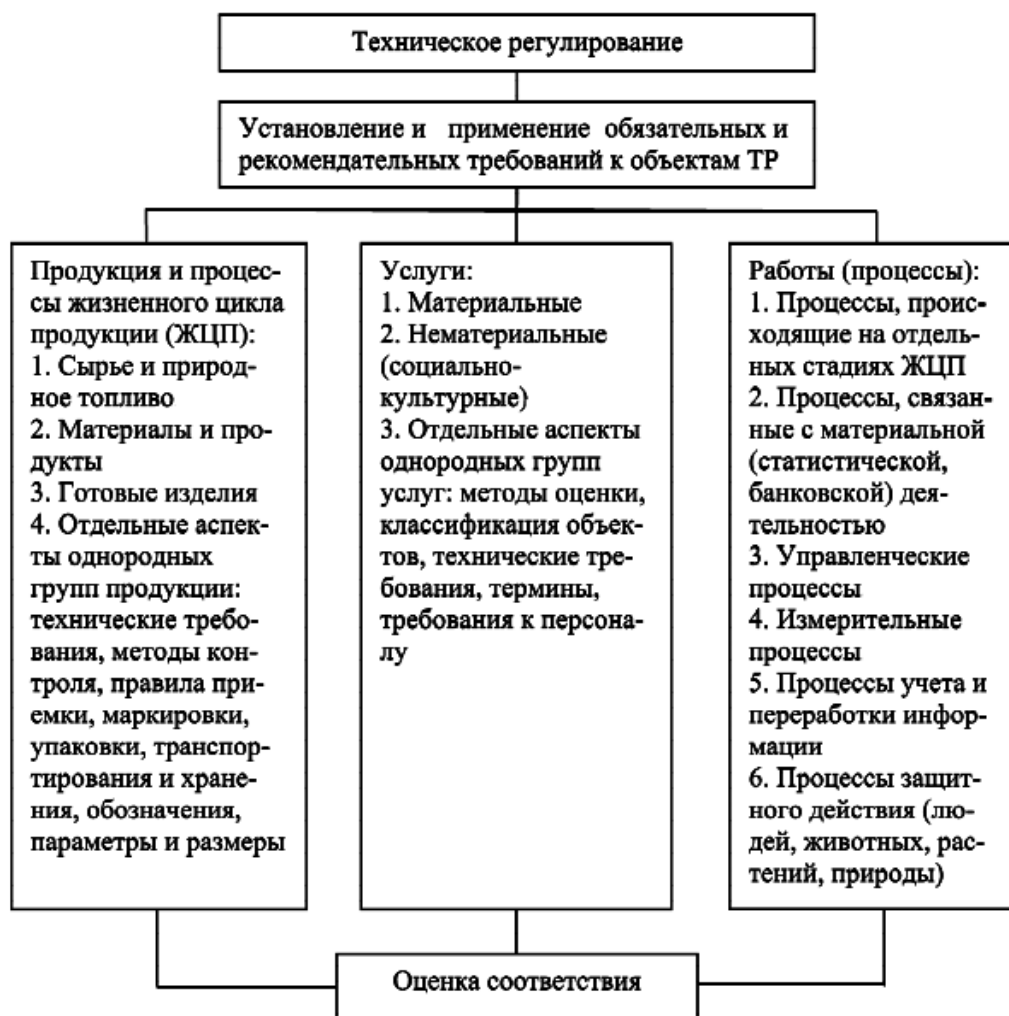 Техническое регулирование
Установление и применение обязательных и
рекомендательных требований к объектам ТР
Продукция и процес-
сы жизненного цикла
продукции (ЖЦП):
1. Сырье и природ-
ное топливо
2. Материалы и про-
дукты
3. Готовые изделия
4. Отдельные аспек-
ты однородных
групп продукции:
технические требо-
вания, методы кон-
троля, правила при-
емки, маркировки,
упаковки, транспор-
тирования и хране-
ния, обозначения,
параметры и размеры
Услуги:
1. Материальные
2. Нематериальные
(социально-
культурные)
3. Отдельные аспекты
однородных групп
услуг: методы оценки,
классификация объек-
тов, технические тре-
бования, термины,
требования к персона-
лу
Работы (процессы):
1. Процессы, проис-
ходящие на отдель-
ных стадиях ЖЦП
2. Процессы, связан-
ные с материальной
(статистической,
банковской) дея-
тельностью
3. Управленческие
процессы
4. Измерительные
процессы
5. Процессы учета и
переработки инфор-
мации
6. Процессы защит-
ного действия (лю-
дей, животных, рас-
тений, природы)
Оценка соответствия